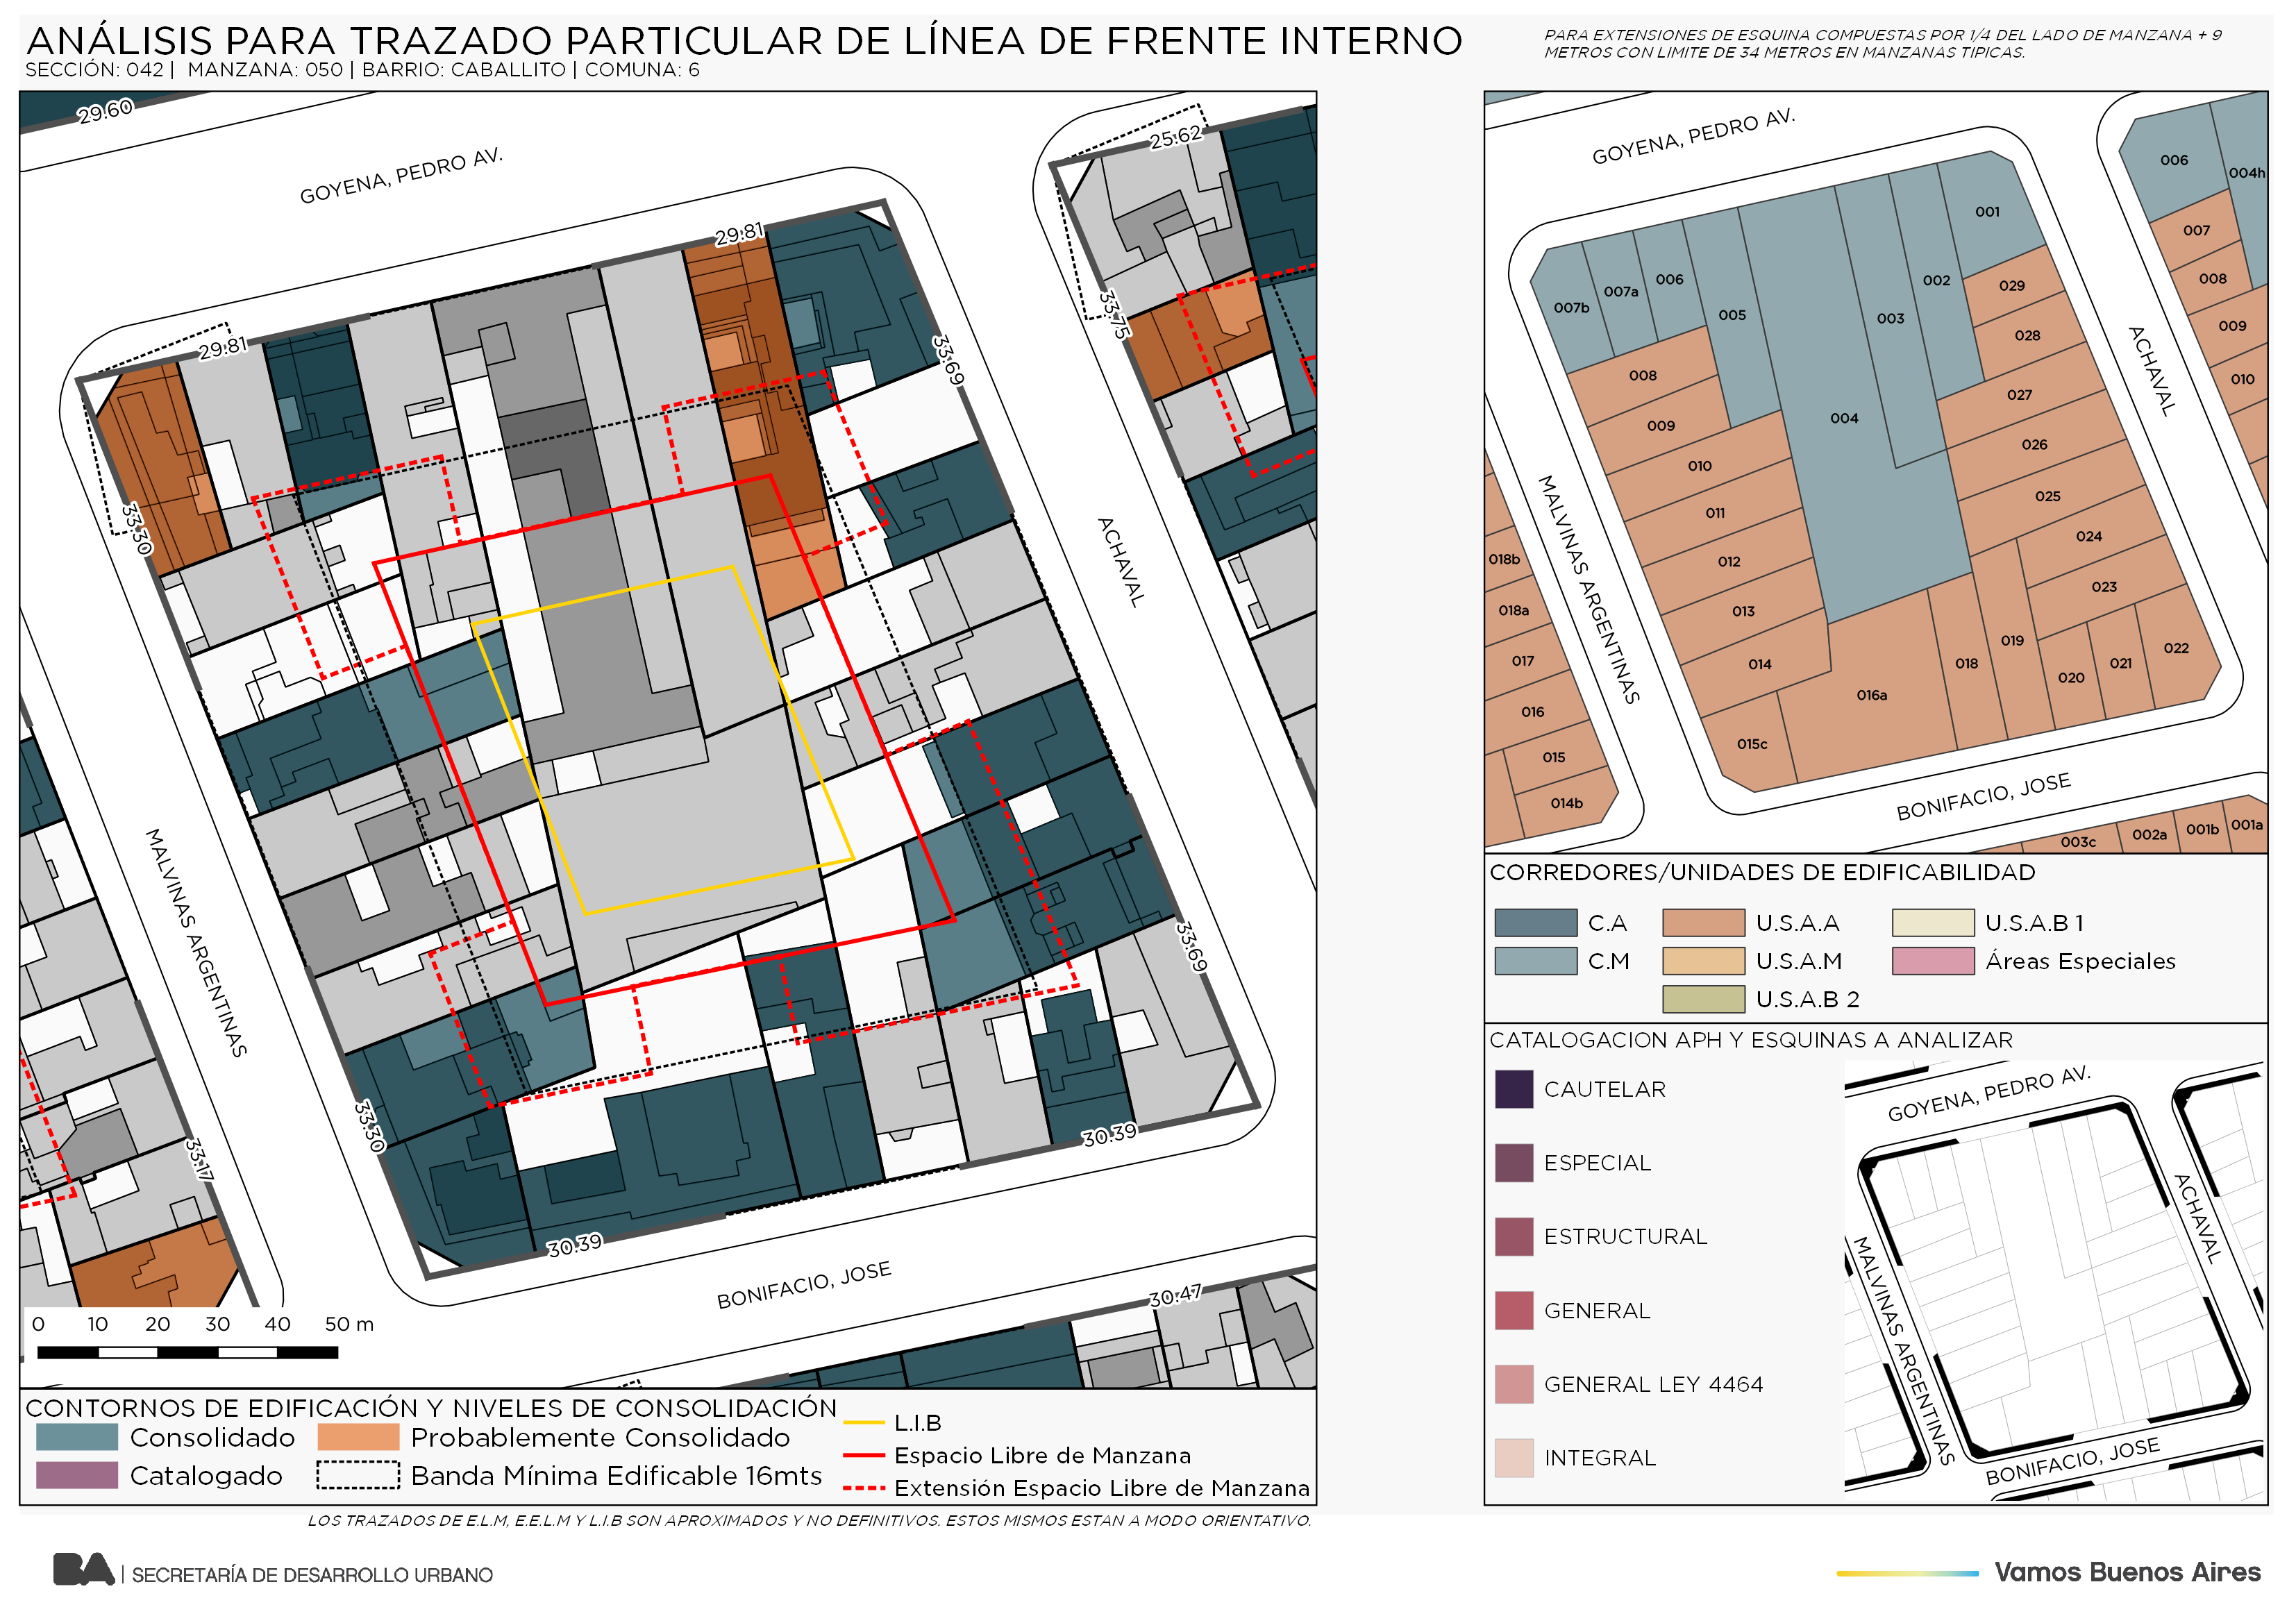 ANÁLISIS PARA TRAZADO PARTICULAR DE LÍNEA DE FRENTE INTERNO
SECCIÓN: 042 | MANZANA: 050 | BARRIO: CABALLITO | COMUNA: 6
PARA EXTENSIONES DE ESQUINA COMPUESTAS POR 1/4 DEL LADO DE MANZANA + 9
METROS CON LIMITE DE 34 METROS EN MANZANAS TIPICAS.
29.60
GOYENA, PEDRO AV.
25.62
29.81
29.81
33.75
33.69
33.30
ACHAVAL
MALVINAS ARGENTINAS
33.69
33.30
33.17
30.39
30.39
BONIFACIO, JOSE
30.47
0 10 20 30 40 50 m
CONTORNOS DE EDIFICACIÓN Y NIVELES DE CONSOLIDACIÓN
Consolidado
Probablemente Consolidado
Catalogado
Banda Mínima Edificable 16mts
L.I.B
Espacio Libre de Manzana
Extensión Espacio Libre de Manzana
LOS TRAZADOS DE E.L.M, E.E.L.M Y L.I.B SON APROXIMADOS Y NO DEFINITIVOS. ESTOS MISMOS ESTAN A MODO ORIENTATIVO.
GOYENA, PEDRO AV.
006
004h
001
007
007b
007a
006
005
003
002
029
008
028
009
010
008
009
004
027
026
025
024
023
010
011
012
013
014
ACHAVAL
MALVINAS ARGENTINAS
018b
018a
017
016
015
014b
015c
016a
018
019
020
021
022
BONIFACIO, JOSE
003c
002a
001b
001a
CORREDORES/UNIDADES DE EDIFICABILIDAD
C.A
U.S.A.A
U.S.A.B 1
C.M
U.S.A.M
Áreas Especiales
U.S.A.B 2
CATALOGACION APH Y ESQUINAS A ANALIZAR
CAUTELAR
ESPECIAL
ESTRUCTURAL
GENERAL
GENERAL LEY 4464
INTEGRAL
GOYENA, PEDRO AV.
ACHAVAL
MALVINAS ARGENTINAS
BONIFACIO, JOSE
BA | SECRETARÍA DE DESARROLLO URBANO
Vamos Buenos Aires